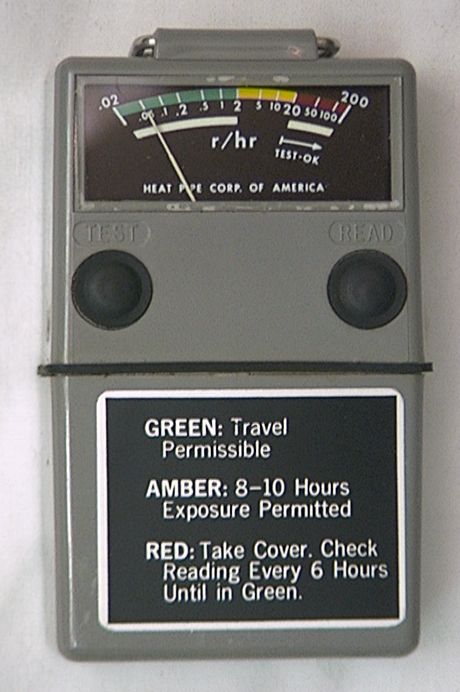 .02 .05 .1 .2 .5 1 2 5 10 20 50 100 200
r/hr
TEST-OK
HEAT PIPE CORP. OF AMERICA
TEST READ
GREEN: Travel
Permissible
AMBER: 8–10 Hours
Exposure Permitted
RED: Take Cover. Check
Reading Every 6 Hours
Until in Green.